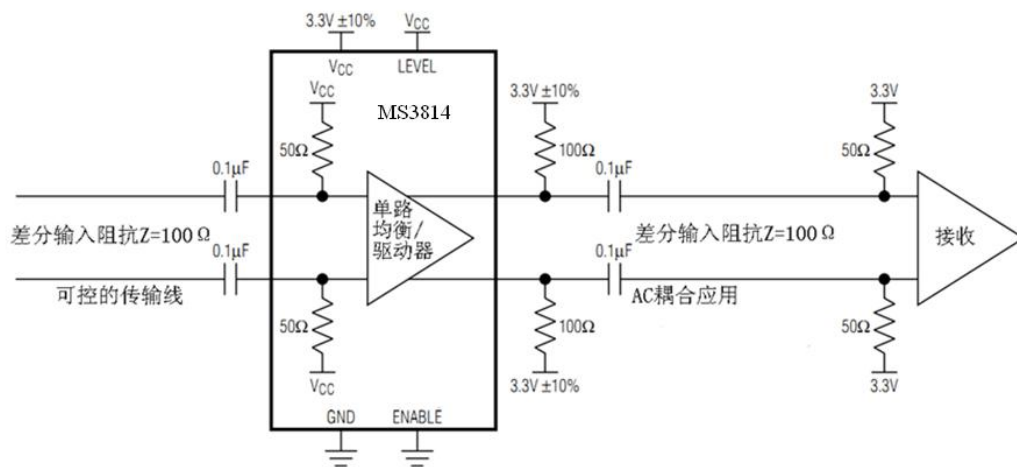 3.3V ±10%
VCC
VCC
LEVEL
MS3814
VCC
50Ω
0.1μF
单路
均衡/
驱动器
差分输入阻抗Z=100 Ω
0.1μF
可控的传输线
50Ω
VCC
GND
ENABLE
3.3V ±10%
100Ω
0.1μF
差分输入阻抗Z=100 Ω
0.1μF
AC耦合应用
100Ω
3.3V ±10%
3.3V
50Ω
接收
50Ω
3.3V